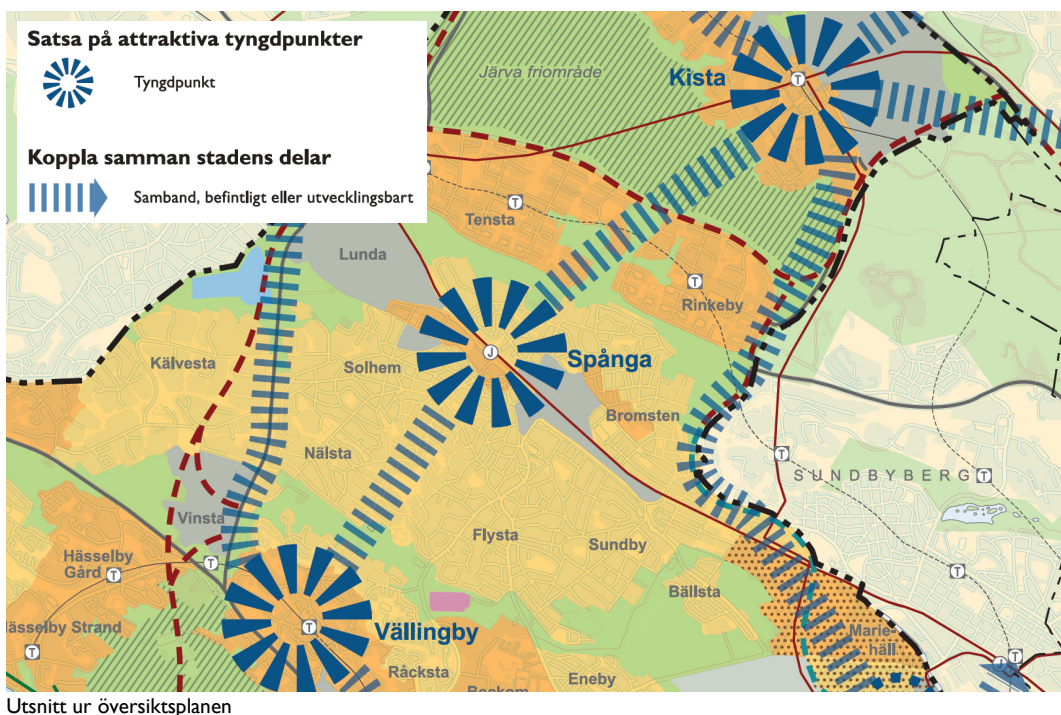 Satsa på attraktiva tyngdpunkter
Tyngdpunkt
Koppla samman stadens delar
Samband, befintligt eller utvecklingsbart
Järva friområde
Kista
T
T
Tensta
Lunda
T
Rinkeby
Kälvesta
Solhem
J
Spånga
Bromsten
Nälsta
T
SUNDBYBERG
T
Vinsta
Flysta
Sundby
Hässelby
Gård
T
T
T
Bällsta
Hässelby Strand
T
T
Vällingby
Marie-
häll
Råcksta
Eneby
J
T
Utsnitt ur översiktsplanen